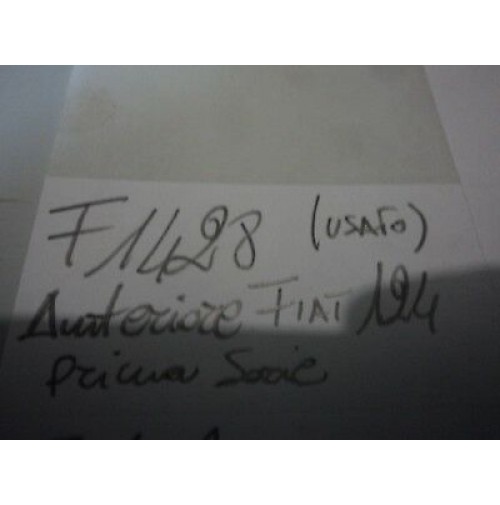 F1428 (USATO)
Anteriore FIAT 124
prima Serie